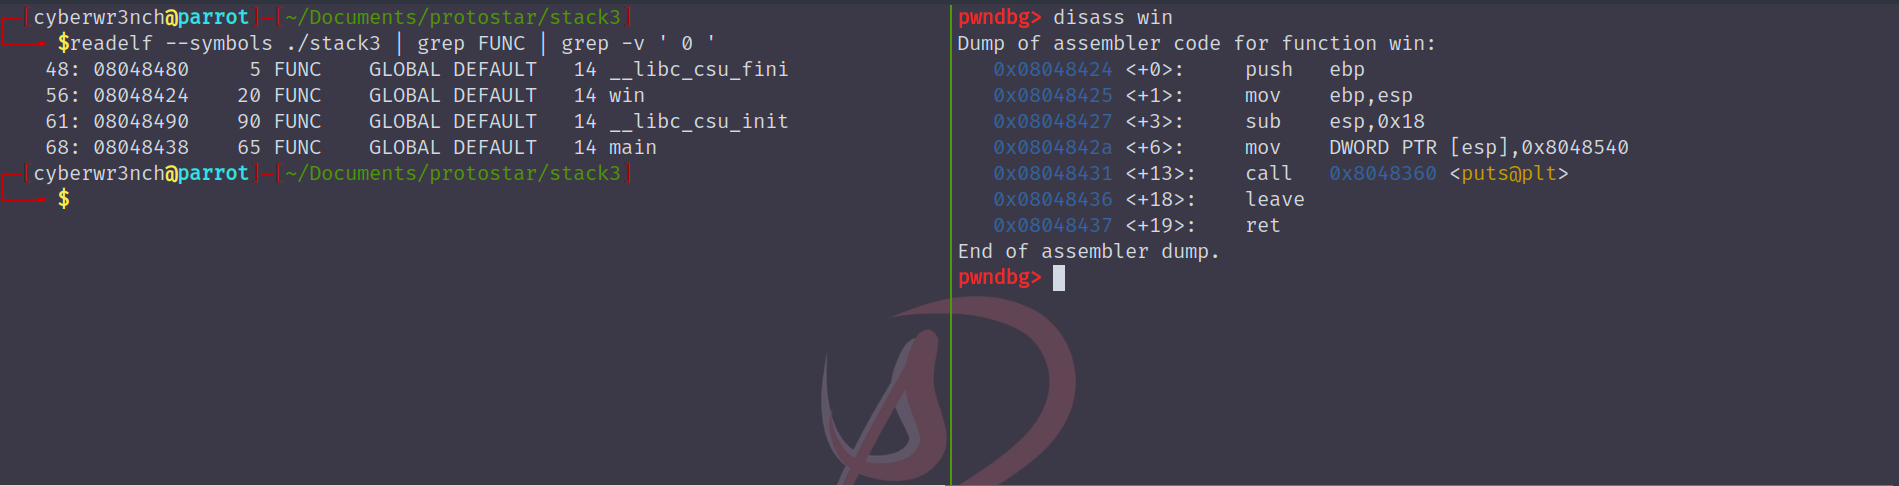 [cyberwr3nch@parrot]-[~/Documents/protostar/stack3]
$readelf --symbols ./stack3 | grep FUNC | grep -v ' 0 '
48: 08048480     5 FUNC    GLOBAL DEFAULT   14 __libc_csu_fini
56: 08048424    20 FUNC    GLOBAL DEFAULT   14 win
61: 08048490    90 FUNC    GLOBAL DEFAULT   14 __libc_csu_init
68: 08048438    65 FUNC    GLOBAL DEFAULT   14 main
[cyberwr3nch@parrot]-[~/Documents/protostar/stack3]
$
pwndbg> disass win
Dump of assembler code for function win:
0x08048424 <+0>:     push   ebp
0x08048425 <+1>:     mov    ebp,esp
0x08048427 <+3>:     sub    esp,0x18
0x0804842a <+6>:     mov    DWORD PTR [esp],0x8048540
0x08048431 <+13>:    call   0x8048360 <puts@plt>
0x08048436 <+18>:    leave
0x08048437 <+19>:    ret
End of assembler dump.
pwndbg>